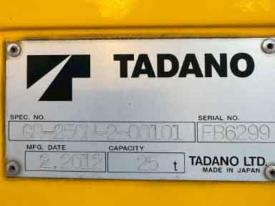 TADANO
SPEC. NO. SERIAL NO.
GR-250N-2-00101 FB6299
MFG. DATE CAPACITY
2.2012 25 t TADANO LTD.
MADE IN JAPAN